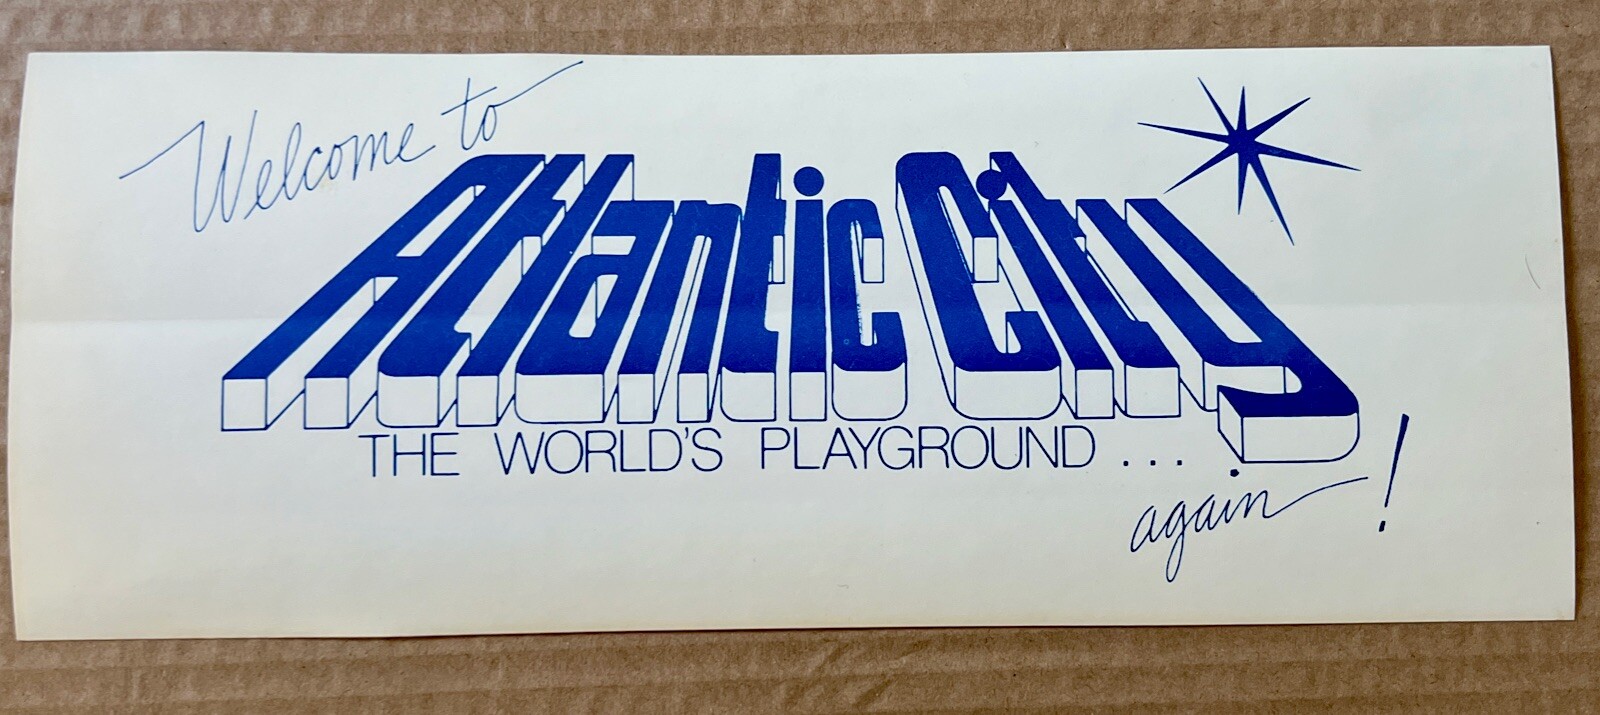 Welcome to
Atlantic City
THE WORLD'S PLAYGROUND ...
again!